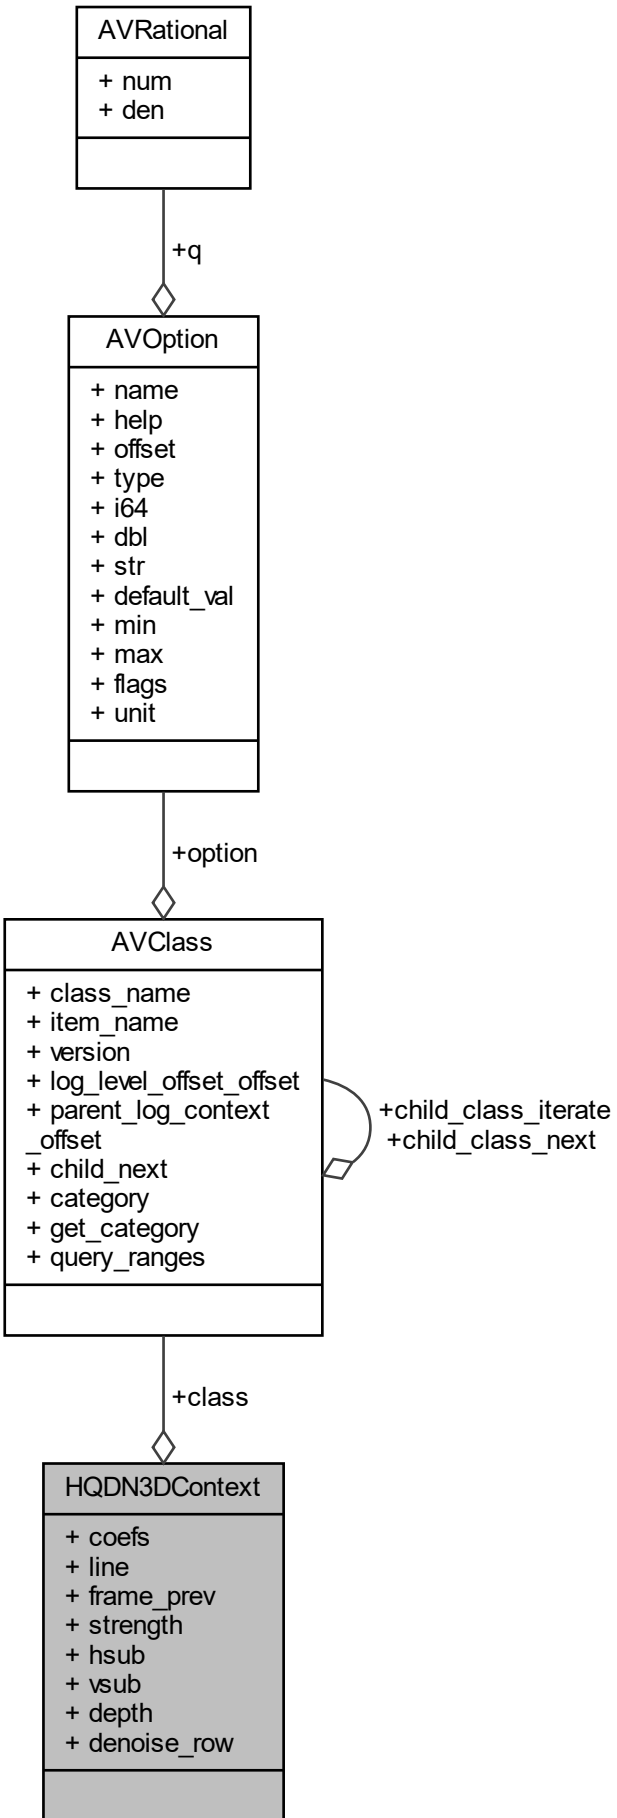 AVRational
+ num
+ den
+q
AVOption
+ name
+ help
+ offset
+ type
+ i64
+ dbl
+ str
+ default_val
+ min
+ max
+ flags
+ unit
+option
AVClass
+ class_name
+ item_name
+ version
+ log_level_offset_offset
+ parent_log_context
_offset
+ child_next
+ category
+ get_category
+ query_ranges
+child_class_iterate
+child_class_next
+class
HQDN3DContext
+ coefs
+ line
+ frame_prev
+ strength
+ hsub
+ vsub
+ depth
+ denoise_row